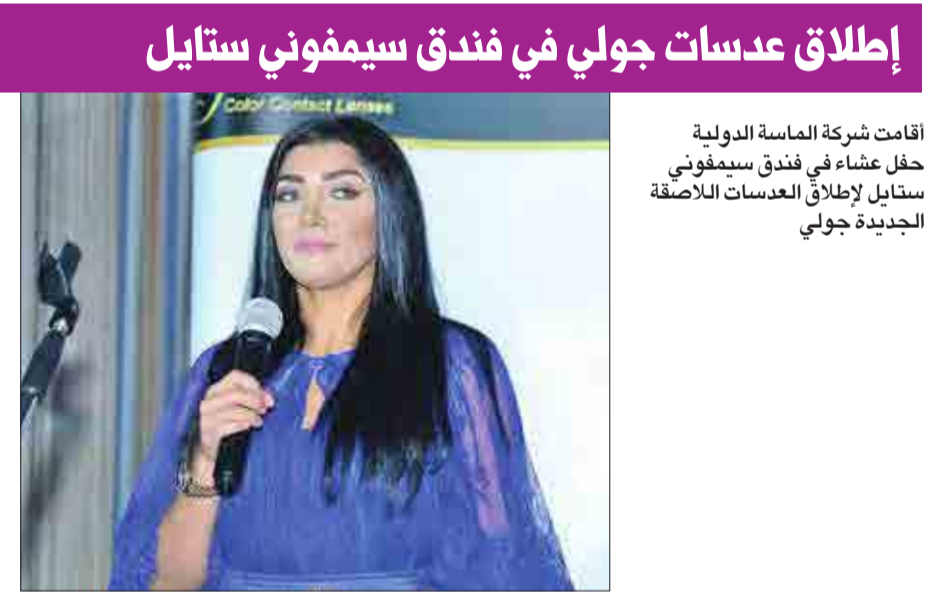 إطلاق عدسات جولي في فندق سيمفوني ستايل
Color Contact Lenses
أقامت شركة الماسة الدولية
حفل عشاء في فندق سيمفوني
ستايل لإطلاق العدسات اللاصقة
الجديدة جولي